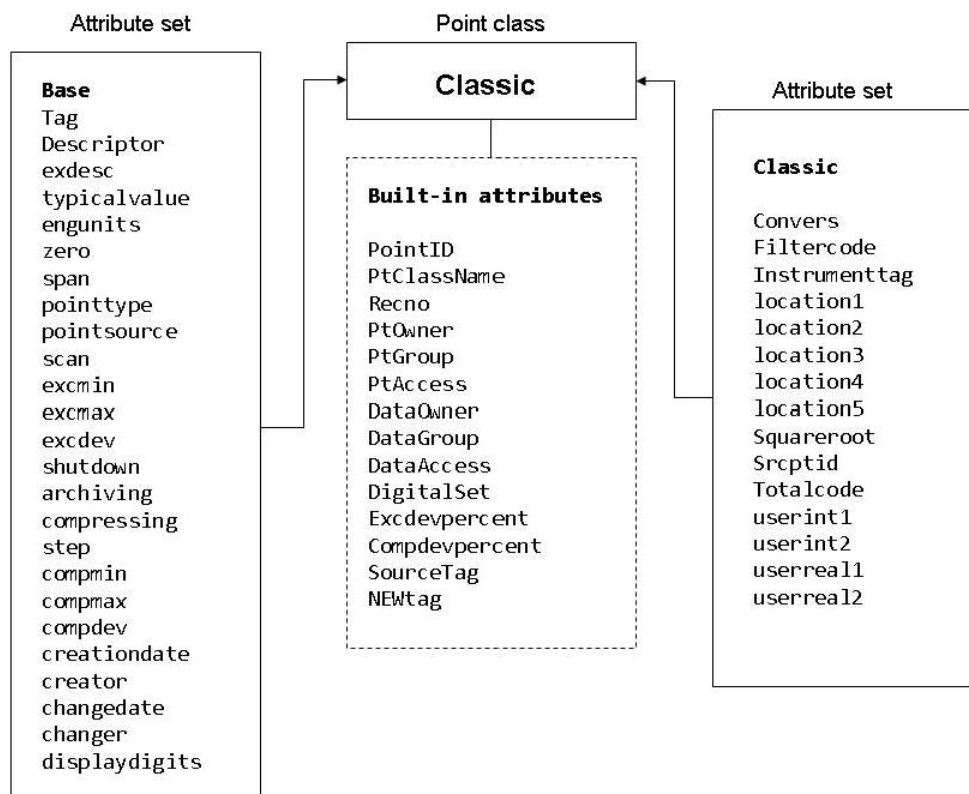 Attribute set
Base
Tag
Descriptor
exdesc
typicalvalue
engunits
zero
span
pointtype
pointsource
scan
excmin
excmax
excdev
shutdown
archiving
compressing
step
compmin
compmax
compdev
creationdate
creator
changedate
changer
displaydigits
Point class
Classic
Built-in attributes
PointID
PtClassName
Recno
PtOwner
PtGroup
PtAccess
DataOwner
DataGroup
DataAccess
DigitalSet
Excdevpercent
Compdevpercent
SourceTag
NEWtag
Attribute set
Classic
Convers
Filtercode
Instrumenttag
location1
location2
location3
location4
location5
Squareroot
Srcptid
Totalcode
userint1
userint2
userreal1
userreal2